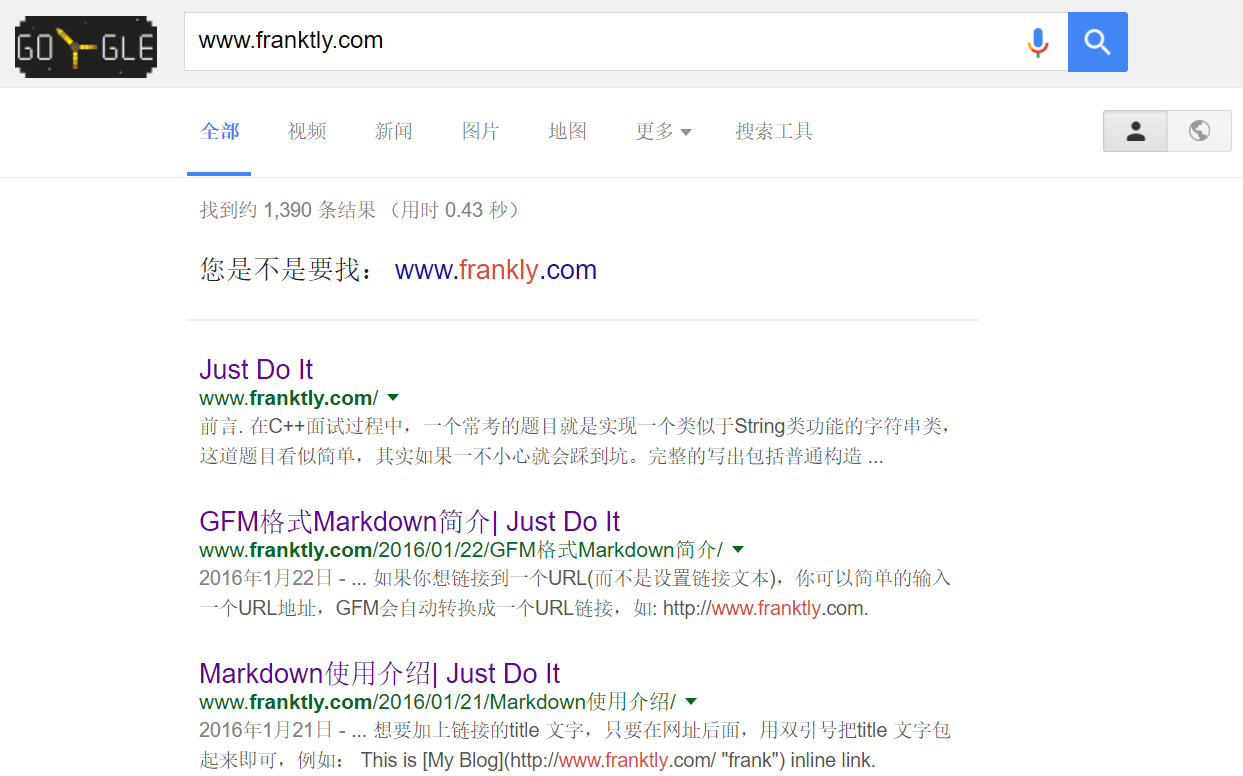 GO GLE
www.franktly.com
全部 视频 新闻 图片 地图 更多 搜索工具
找到约 1,390 条结果 （用时 0.43 秒）
您是不是要找： www.frankly.com
Just Do It
www.franktly.com/
前言. 在C++面试过程中，一个常考的题目就是实现一个类似于String类功能的字符串类，
这道题目看似简单，其实如果一不小心就会踩到坑。完整的写出包括普通构造 ...
GFM格式Markdown简介| Just Do It
www.franktly.com/2016/01/22/GFM格式Markdown简介/
2016年1月22日 - ... 如果你想链接到一个URL(而不是设置链接文本)，你可以简单的输入
一个URL地址，GFM会自动转换成一个URL链接，如: http://www.franktly.com.
Markdown使用介绍| Just Do It
www.franktly.com/2016/01/21/Markdown使用介绍/
2016年1月21日 - ... 想要加上链接的title 文字，只要在网址后面，用双引号把title 文字包
起来即可，例如： This is [My Blog](http://www.franktly.com/ "frank") inline link.